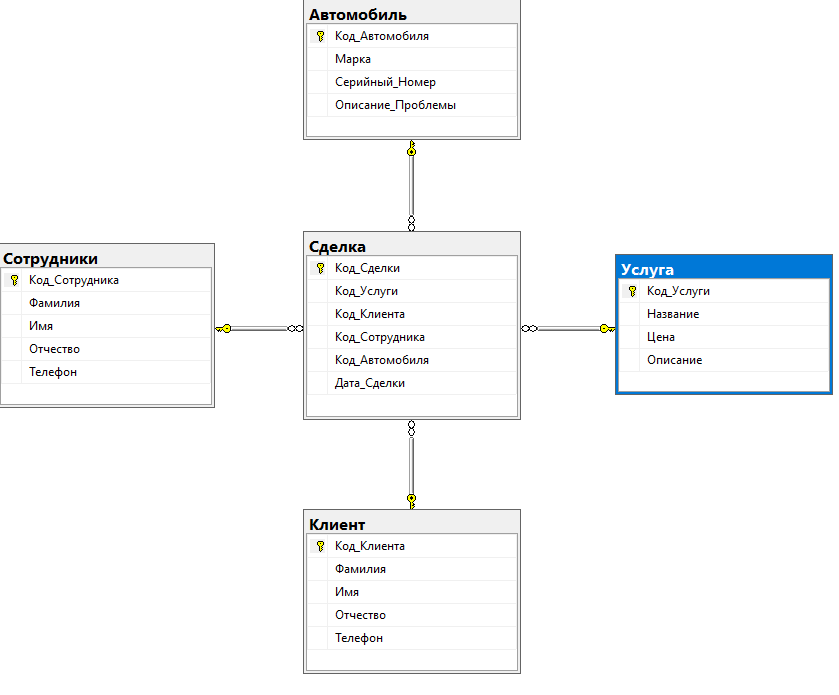 Автомобиль
Код_Автомобиля
Марка
Серийный_Номер
Описание_Проблемы
Сотрудники
Код_Сотрудника
Фамилия
Имя
Отчество
Телефон
Сделка
Код_Сделки
Код_Услуги
Код_Клиента
Код_Сотрудника
Код_Автомобиля
Дата_Сделки
Услуга
Код_Услуги
Название
Цена
Описание
Клиент
Код_Клиента
Фамилия
Имя
Отчество
Телефон